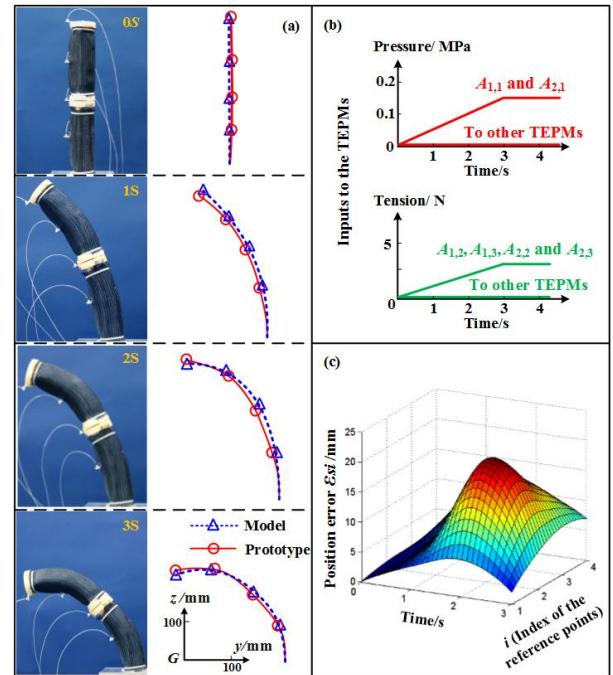 0S
(a)
1S
2S
3S
Model
Prototype
z/mm
100
G
y/mm
100
(b)
Inputs to the TEPMs
Pressure/ MPa
0.2
0.1
0
A1,1 and A2,1
To other TEPMs
1 2 3 4
Time/s
Tension/ N
5
0
A1,2, A1,3, A2,2 and A2,3
To other TEPMs
1 2 3 4
Time/s
(c)
Position error Ɛsi /mm
25
20
15
10
5
0
0 1 2 3
Time/s
1 2 3 4
i (Index of the
reference points)